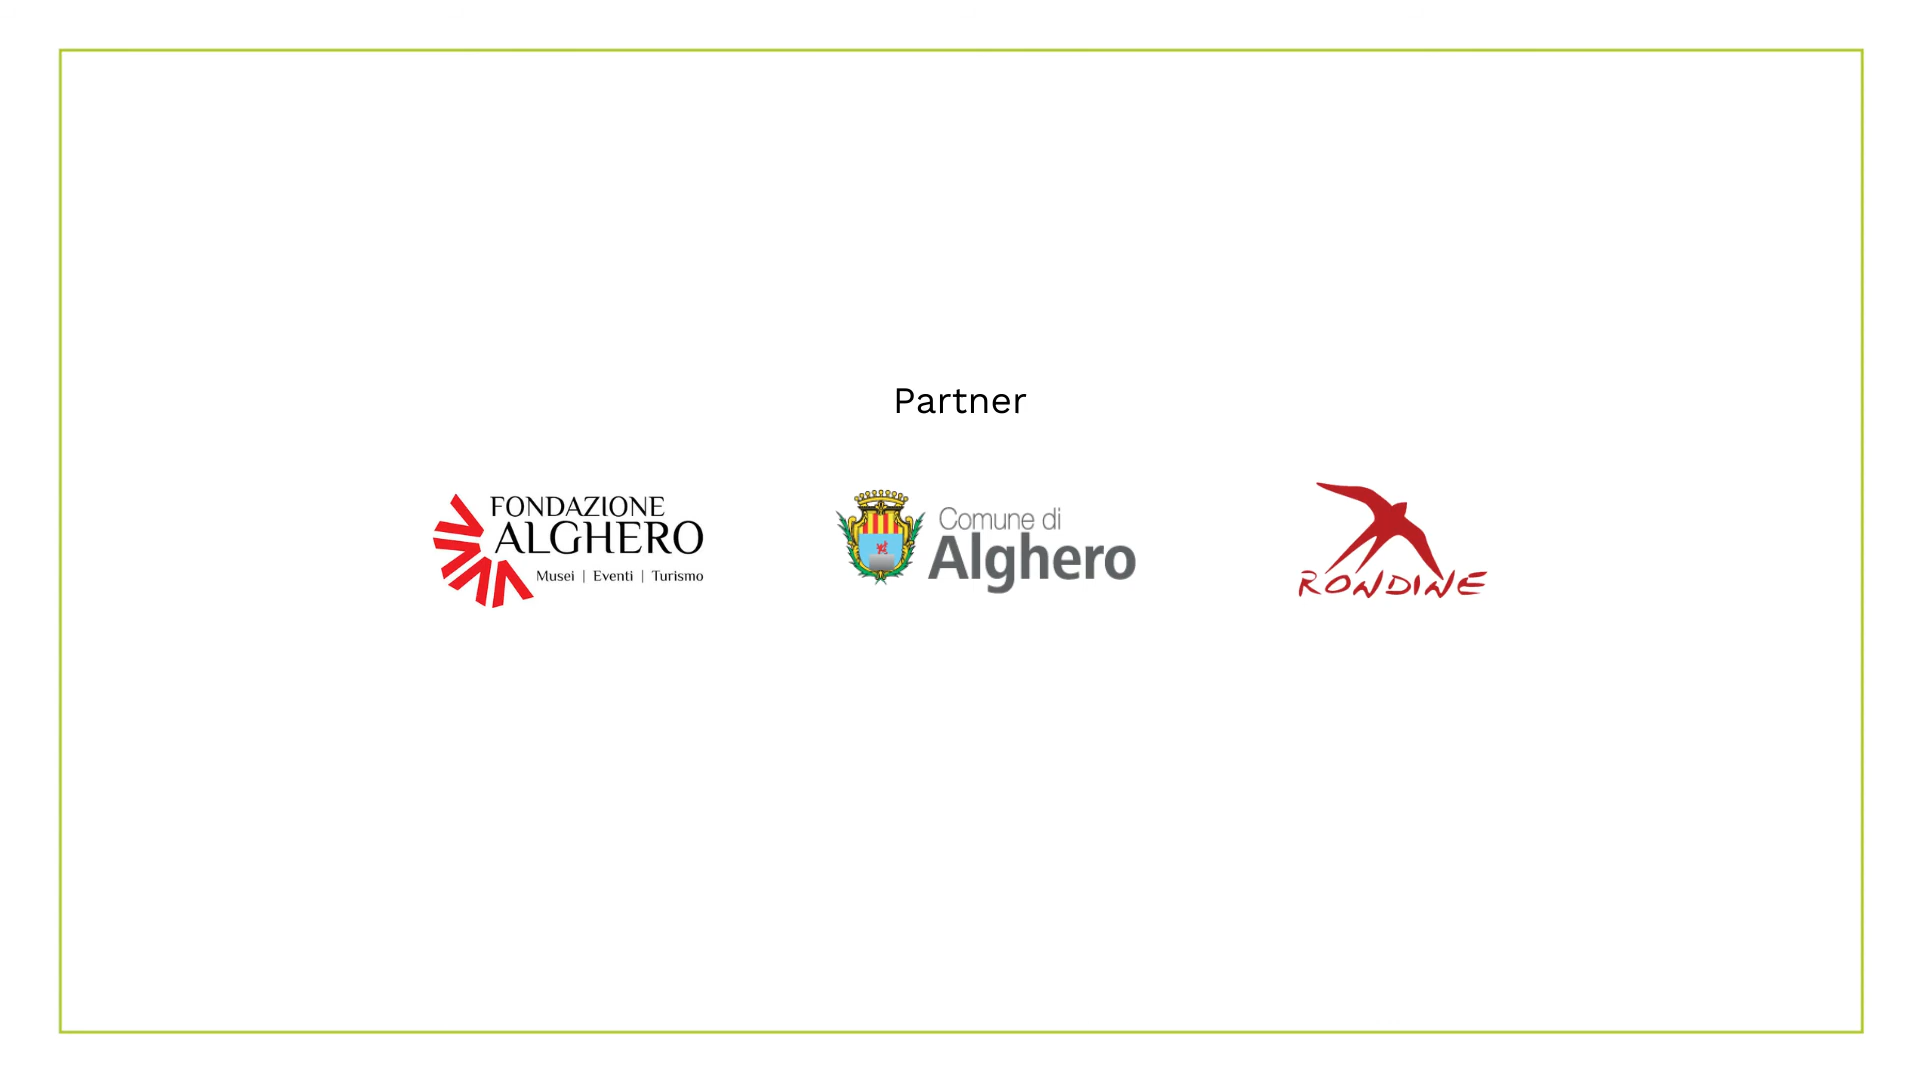 Partner
FONDAZIONE
ALGHERO
Musei | Eventi | Turismo
Comune di
Alghero
RONDINE